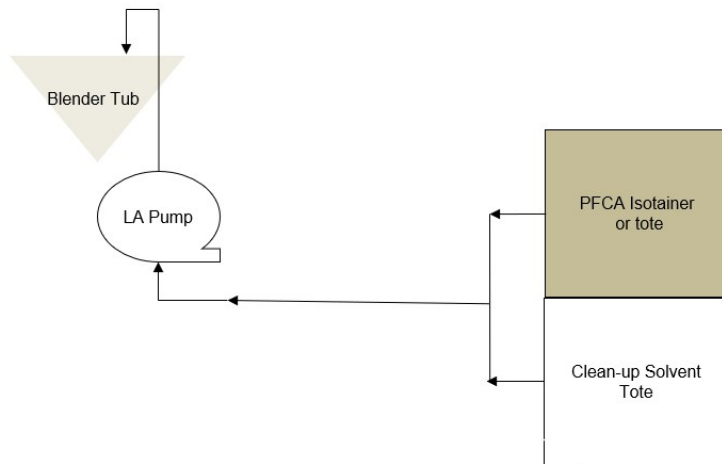 Blender Tub
LA Pump
PFCA Isotainer
or tote
Clean-up Solvent
Tote